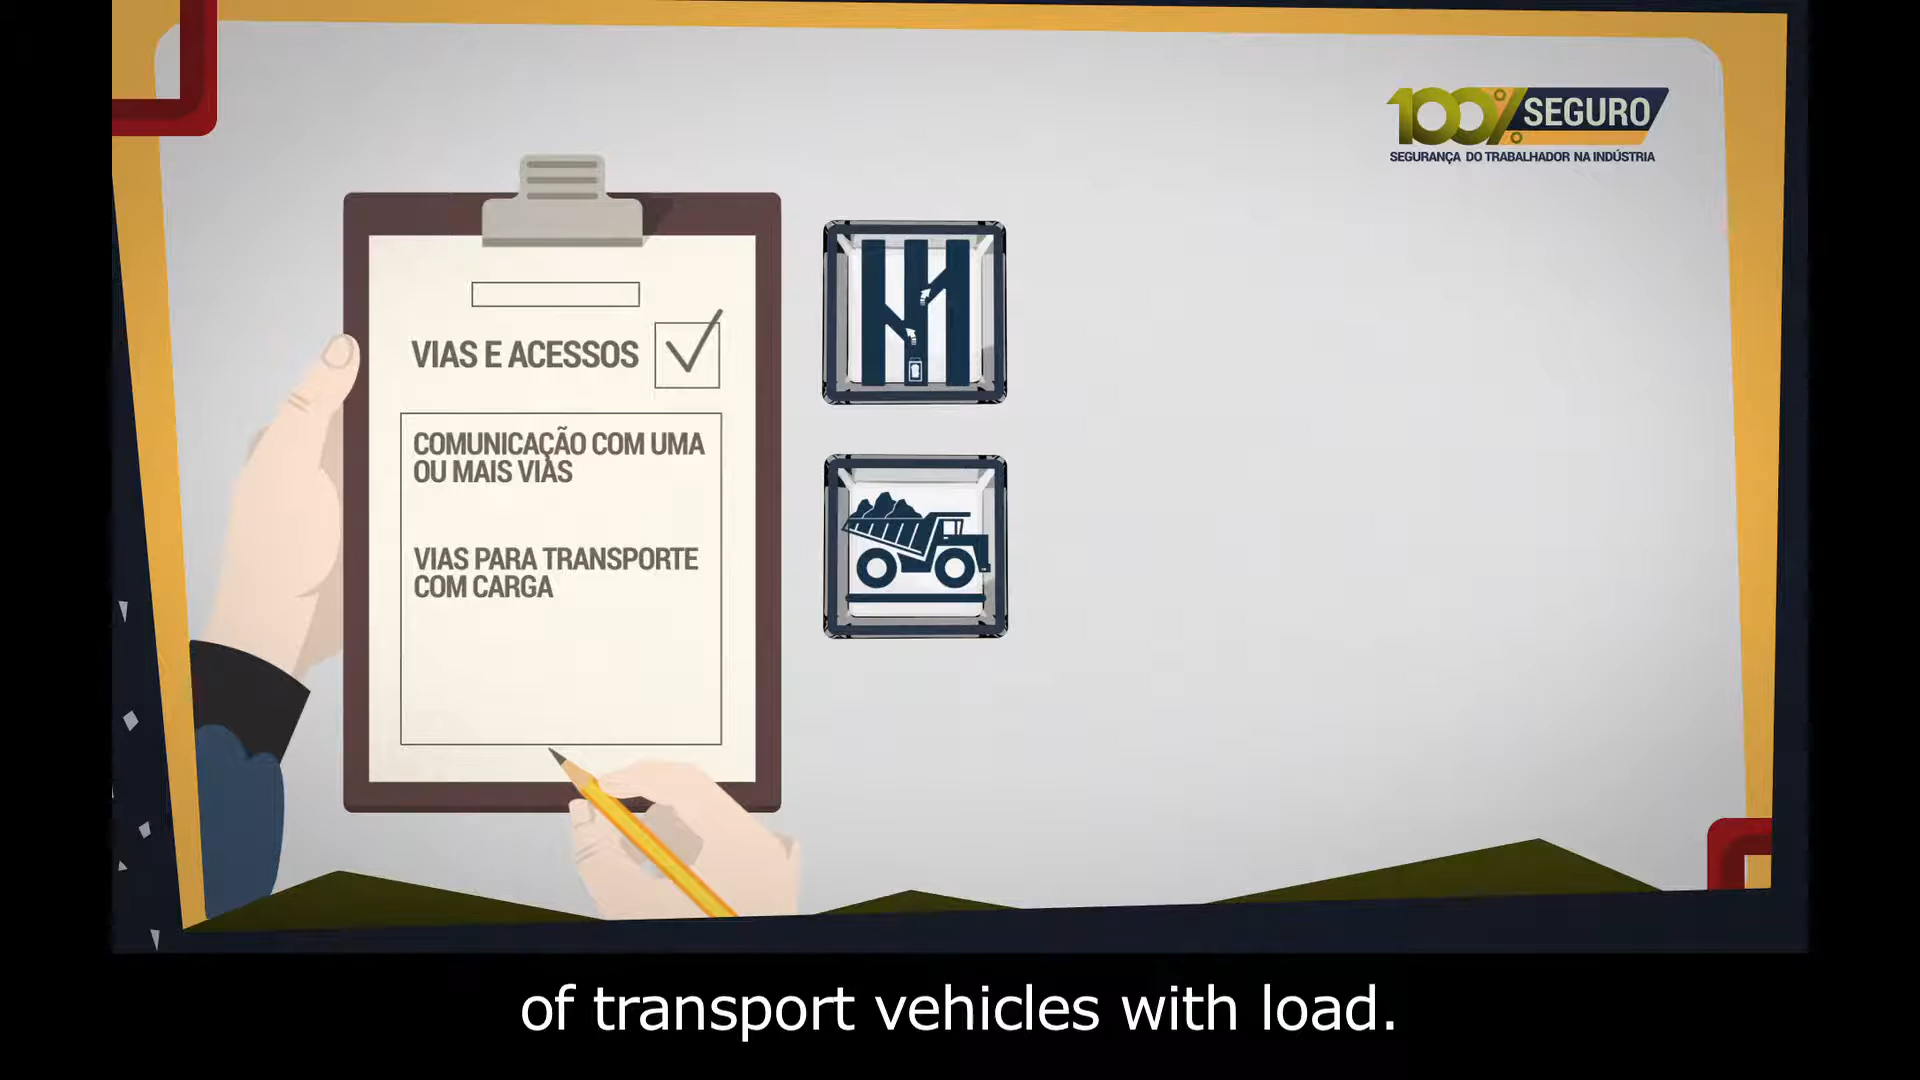 100% SEGURO
SEGURANÇA DO TRABALHADOR NA INDÚSTRIA
VIAS E ACESSOS
COMUNICAÇÃO COM UMA
OU MAIS VIAS
VIAS PARA TRANSPORTE
COM CARGA
of transport vehicles with load.